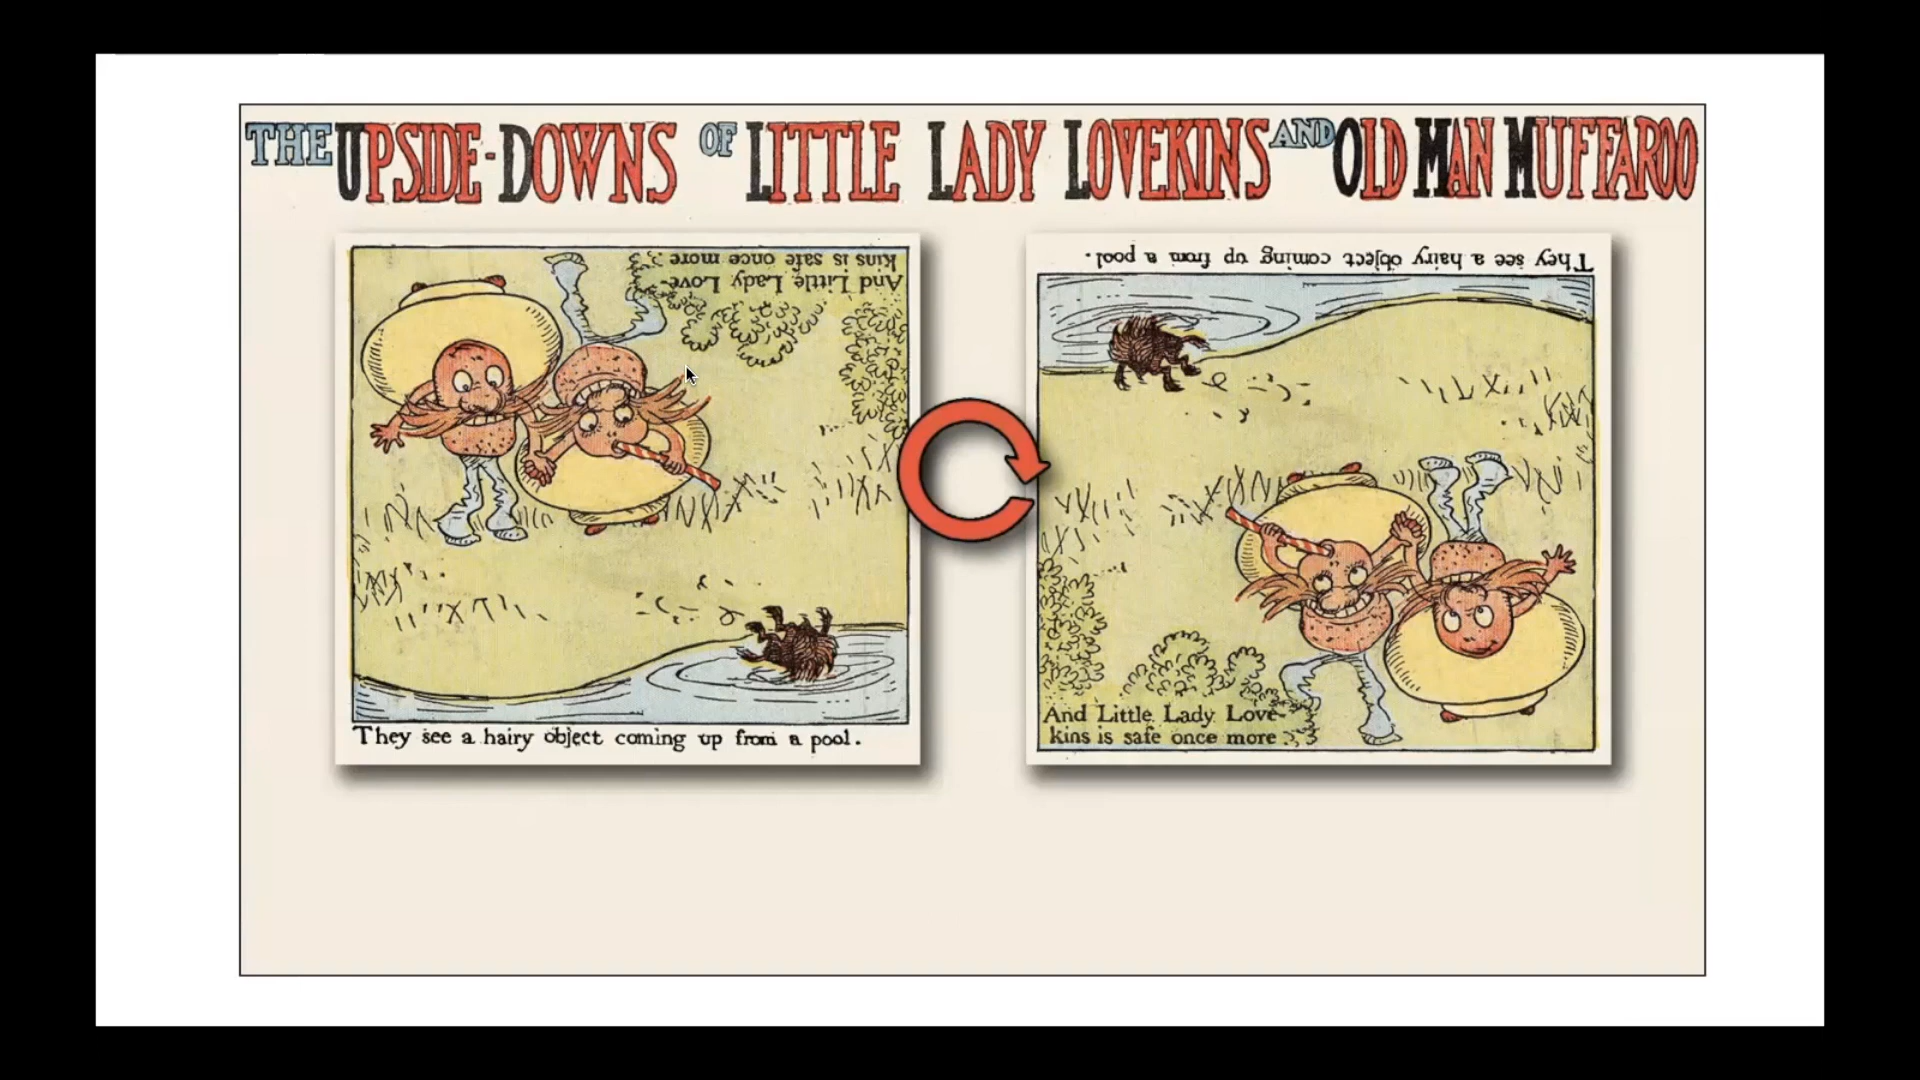 THE UPSIDE-DOWNS OF LITTLE LADY LOVEKINS AND OLD MAN MUFFAROO
And Little Lady Love-
kins is safe once more
They see a hairy object coming up from a pool.
They see a hairy object coming up from a pool.
And Little Lady Love-
kins is safe once more